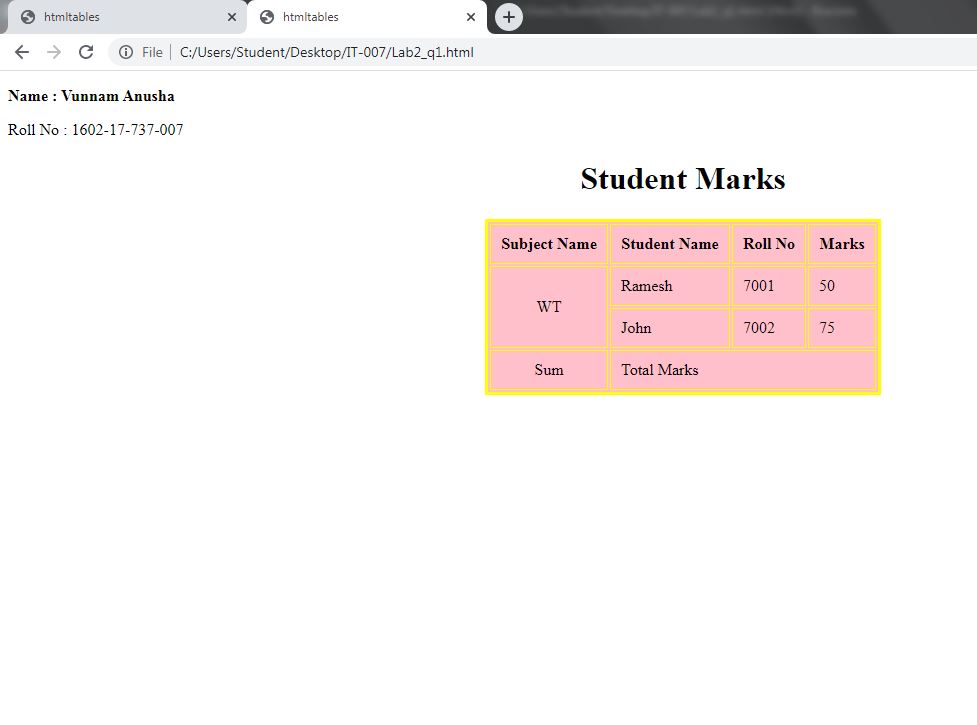 htmltables
htmltables
File
C:/Users/Student/Desktop/IT-007/Lab2_q1.html
Name : Vunnam Anusha
Roll No : 1602-17-737-007
Student Marks
Subject Name Student Name Roll No Marks
WT
Ramesh 7001 50
John 7002 75
Sum Total Marks